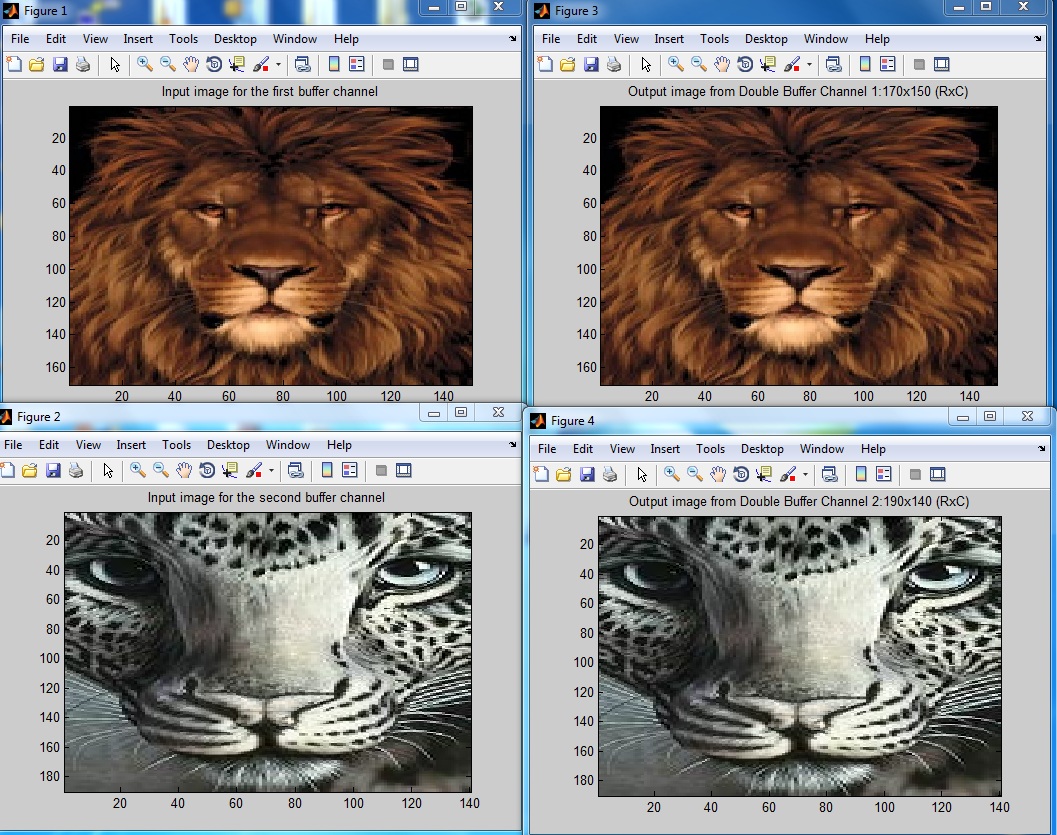 Figure 1
File Edit View Insert Tools Desktop Window Help
Input image for the first buffer channel
20
40
60
80
100
120
140
160
20 40 60 80 100 120 140
Figure 3
File Edit View Insert Tools Desktop Window Help
Output image from Double Buffer Channel 1:170x150 (RxC)
20
40
60
80
100
120
140
160
20 40 60 80 100 120 140
Figure 2
File Edit View Insert Tools Desktop Window Help
Input image for the second buffer channel
20
40
60
80
100
120
140
160
180
20 40 60 80 100 120 140
Figure 4
File Edit View Insert Tools Desktop Window Help
Output image from Double Buffer Channel 2:190x140 (RxC)
20
40
60
80
100
120
140
160
180
20 40 60 80 100 120 140